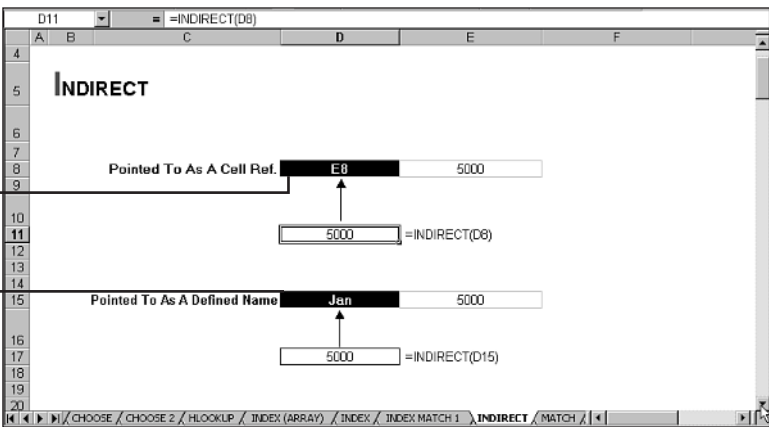 D11 = =INDIRECT(D8)
A B C D E F
4
5 INDIRECT
6
7
8 Pointed To As A Cell Ref. E8 5000
9
10
11 5000 =INDIRECT(D8)
12
13
14
15 Pointed To As A Defined Name Jan 5000
16
17 5000 =INDIRECT(D15)
18
19
20
CHOOSE / CHOOSE 2 / HLOOKUP / INDEX (ARRAY) / INDEX / INDEX MATCH 1 \ INDIRECT / MATCH /